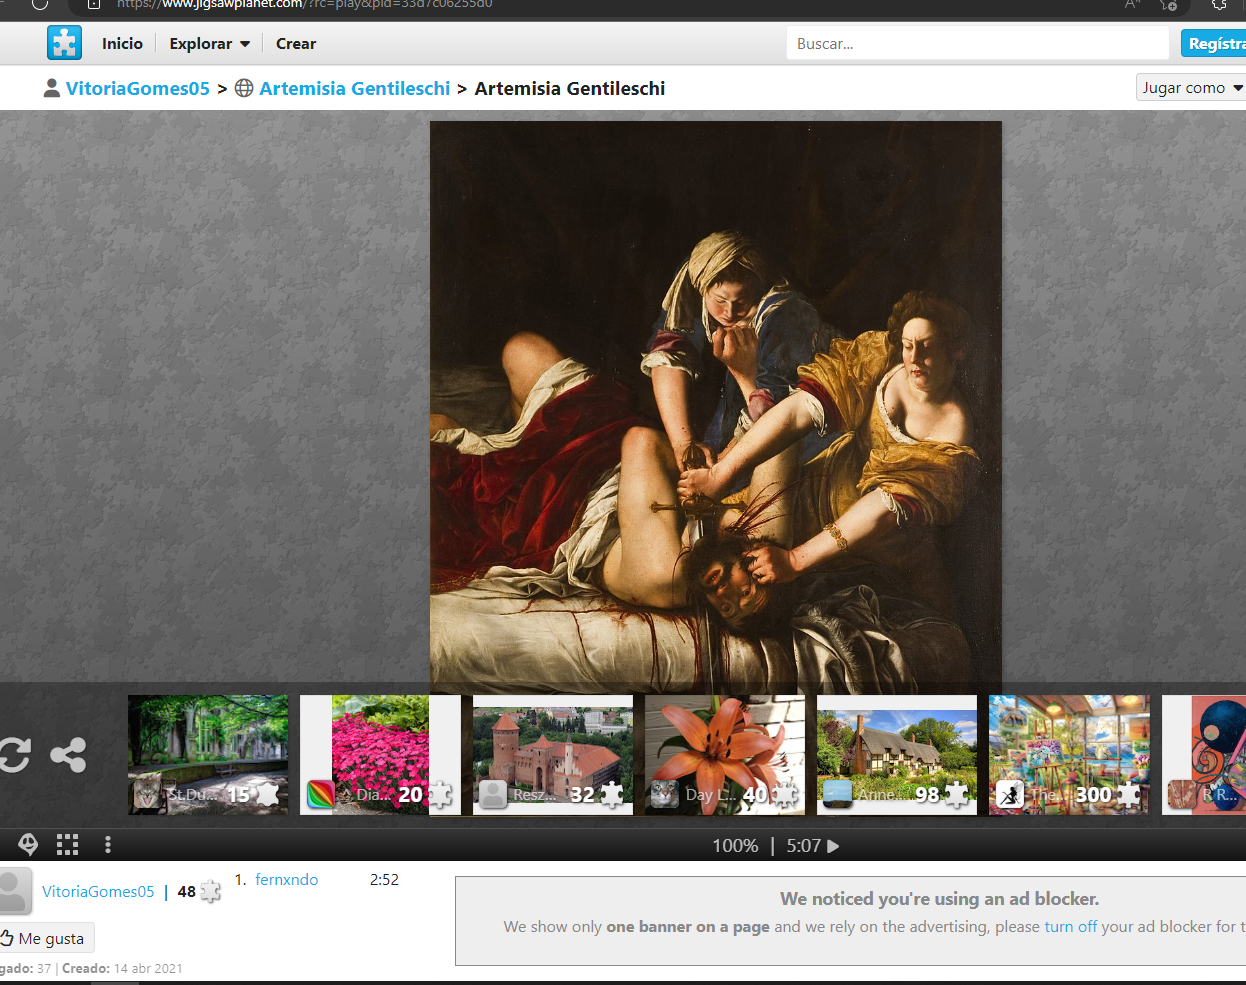 https://www.jigsawplanet.com/?rc=play&pid=33d7c06255d0
Inicio Explorar Crear Buscar...
VitoriaGomes05 > Artemisia Gentileschi > Artemisia Gentileschi Jugar como
St.Du... 15 Dia... 20 Resz... 32 Day L... 40 Anne... 98 The... 300 R R...
100% | 5:07
VitoriaGomes05 | 48 1. fernxndo 2:52
We noticed you're using an ad blocker.
We show only one banner on a page and we rely on the advertising, please turn off your ad blocker for
Me gusta
37 | Creado: 14 abr 2021